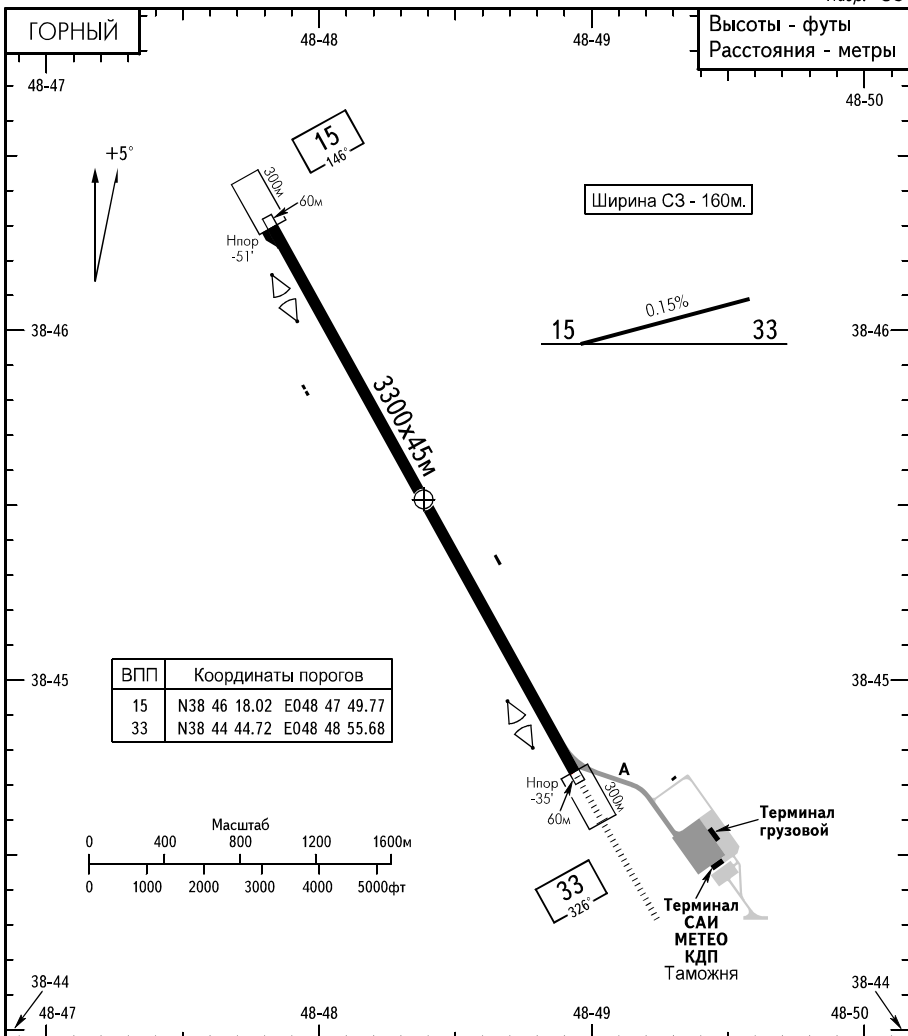 ГОРНЫЙ
Высоты - футы
Расстояния - метры
48-48
48-49
48-47
48-50
+5°
15
146°
300м
60м
Нпор
-51'
Ширина СЗ - 160м.
0.15%
15
33
38-46
38-46
3300х45м
ВПП Координаты порогов
15 N38 46 18.02 E048 47 49.77
33 N38 44 44.72 E048 48 55.68
38-45
38-45
А
Нпор
-35'
60м
300м
Терминал
грузовой
Масштаб
0 400 800 1200 1600м
0 1000 2000 3000 4000 5000фт
33
326°
Терминал
САИ
МЕТЕО
КДП
Таможня
38-44
38-44
48-47
48-48
48-49
48-50